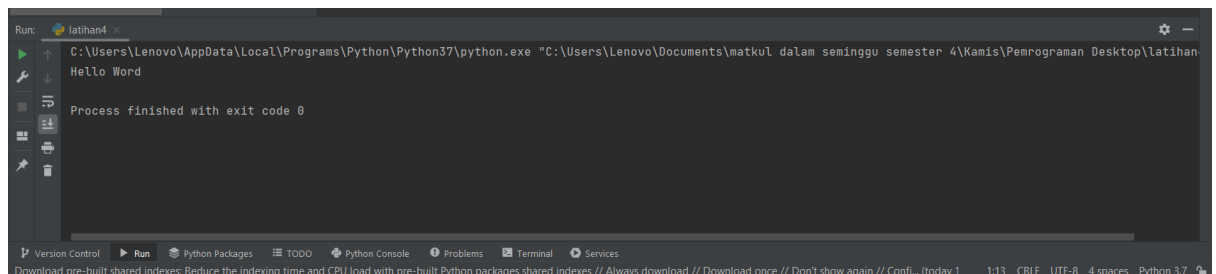 Run: latihan4
C:\Users\Lenovo\AppData\Local\Programs\Python\Python37\python.exe "C:\Users\Lenovo\Documents\matkul dalam seminggu semester 4\Kamis\Pemrograman Desktop\latihan
Hello Word
Process finished with exit code 0
Version Control Run Python Packages TODO Python Console Problems Terminal Services
Download pre-built shared indexes: Reduce the indexing time and CPU load with pre-built Python packages shared indexes // Always download // Download once // Don't show again // Confi... (today 1 1:13 CRLF UTF-8 4 spaces Python 3.7